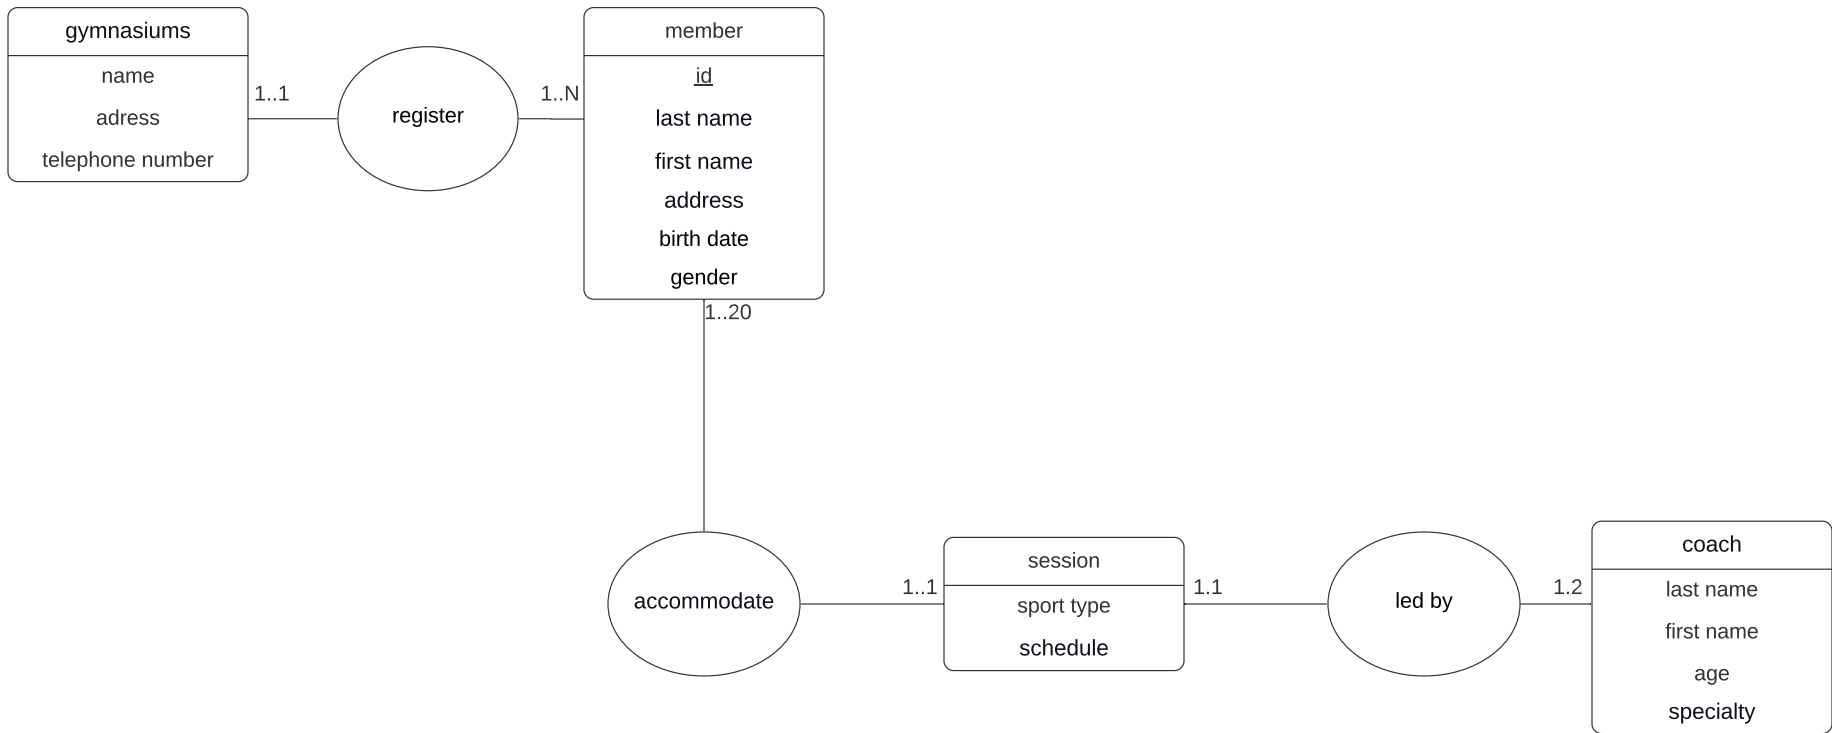 gymnasiums
name
adress
telephone number
1..1
register
1..N
member
id
last name
first name
address
birth date
gender
1..20
accommodate
1..1
session
sport type
schedule
1.1
led by
1.2
coach
last name
first name
age
specialty